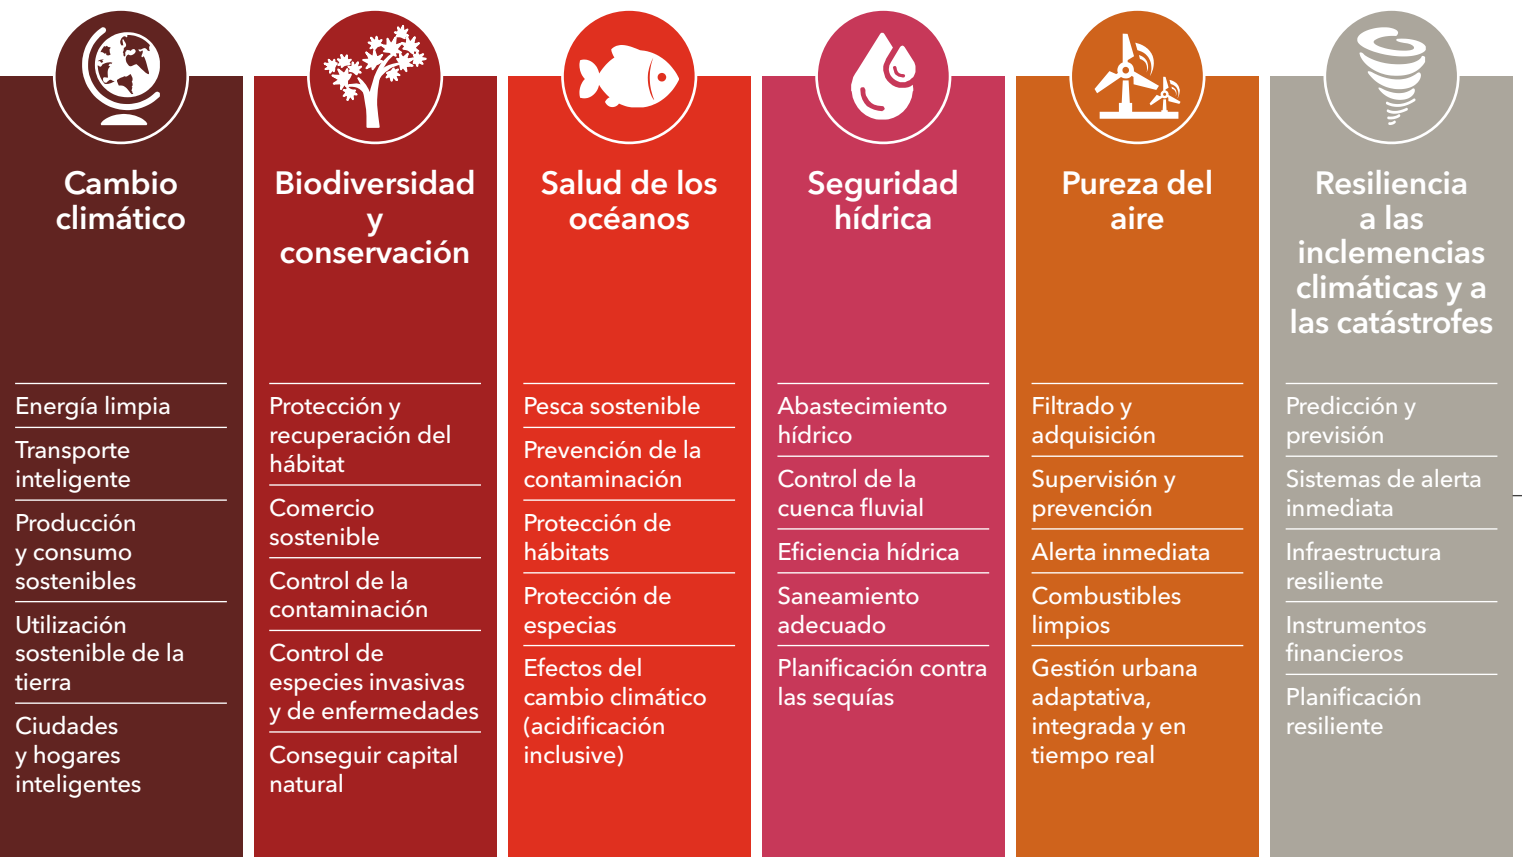 Cambio
climático
Energía limpia
Transporte
inteligente
Producción
y consumo
sostenibles
Utilización
sostenible de la
tierra
Ciudades
y hogares
inteligentes
Biodiversidad
y
conservación
Protección y
recuperación del
hábitat
Comercio
sostenible
Control de la
contaminación
Control de
especies invasivas
y de enfermedades
Conseguir capital
natural
Salud de los
océanos
Pesca sostenible
Prevención de la
contaminación
Protección de
hábitats
Protección de
especias
Efectos del
cambio climático
(acidificación
inclusive)
Seguridad
hídrica
Abastecimiento
hídrico
Control de la
cuenca fluvial
Eficiencia hídrica
Saneamiento
adecuado
Planificación contra
las sequías
Pureza del
aire
Filtrado y
adquisición
Supervisión y
prevención
Alerta inmediata
Combustibles
limpios
Gestión urbana
adaptativa,
integrada y en
tiempo real
Resiliencia
a las
inclemencias
climáticas y a
las catástrofes
Predicción y
previsión
Sistemas de alerta
inmediata
Infraestructura
resiliente
Instrumentos
financieros
Planificación
resiliente